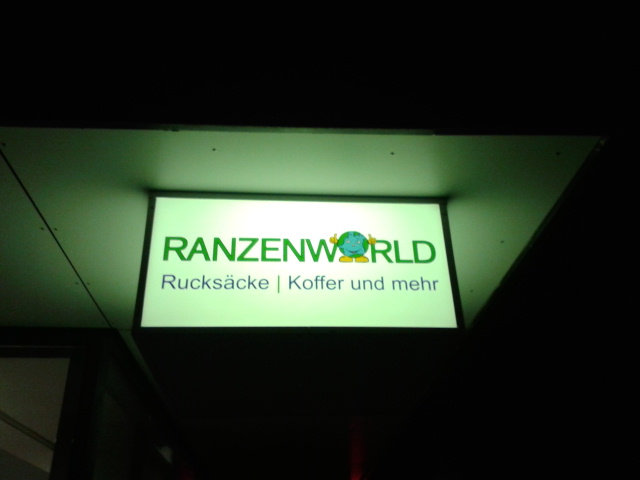 RANZENWORLD
Rucksäcke | Koffer und mehr